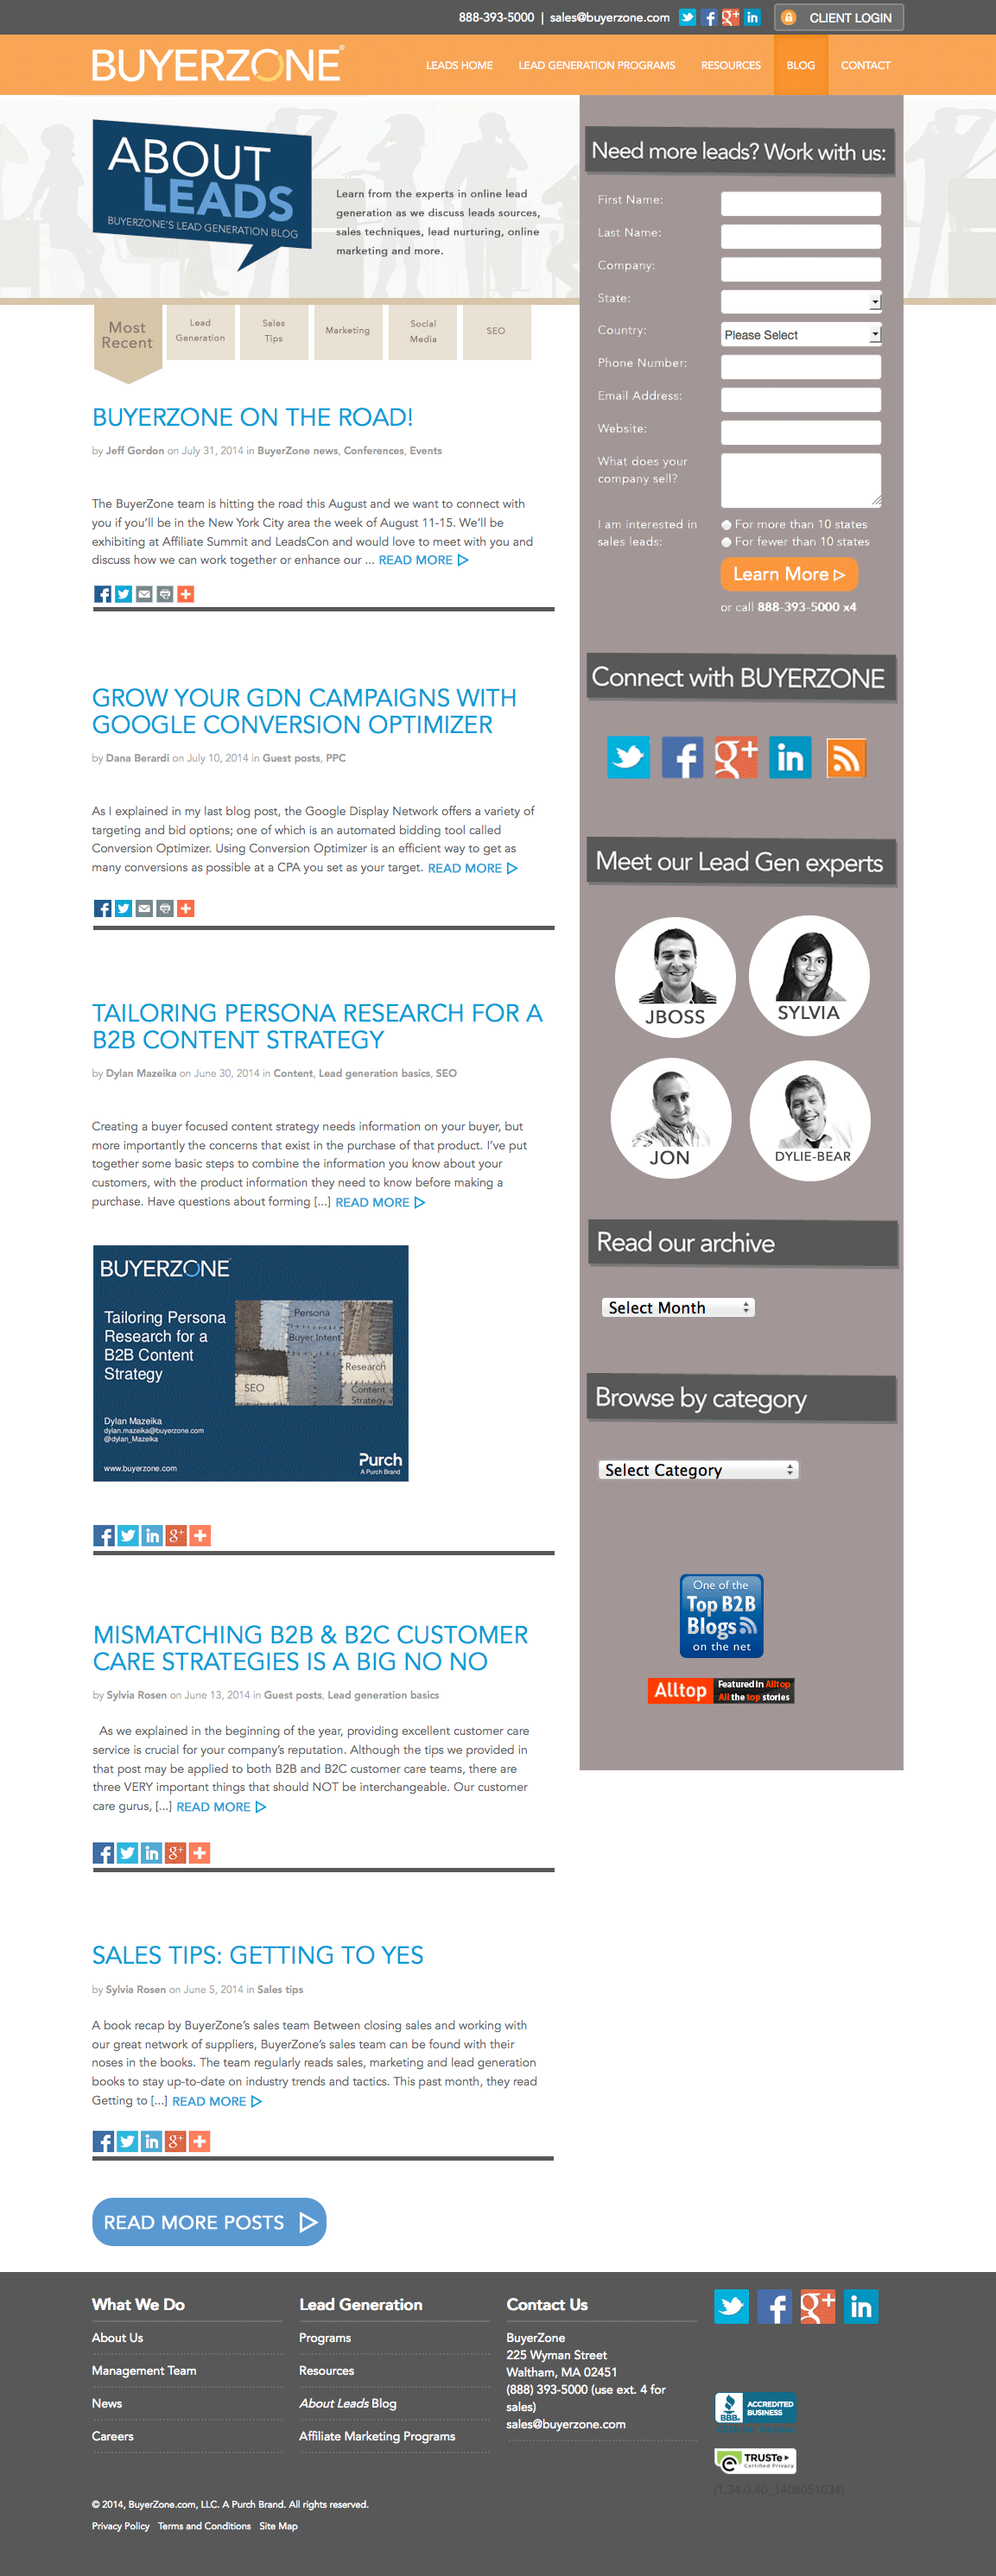 888-393-5000 | sales@buyerzone.com
CLIENT LOGIN
BUYERZONE®
LEADS HOME
LEAD GENERATION PROGRAMS
RESOURCES
BLOG
CONTACT
ABOUT
LEADS
BUYERZONE'S LEAD GENERATION BLOG
Learn from the experts in online lead
generation as we discuss leads sources,
sales techniques, lead nurturing, online
marketing and more.
Most
Recent
Lead
Generation
Sales
Tips
Marketing
Social
Media
SEO
BUYERZONE ON THE ROAD!
by Jeff Gordon on July 31, 2014 in BuyerZone news, Conferences, Events
The BuyerZone team is hitting the road this August and we want to connect with
you if you'll be in the New York City area the week of August 11-15. We'll be
exhibiting at Affiliate Summit and LeadsCon and would love to meet with you and
discuss how we can work together or enhance our ... READ MORE
GROW YOUR GDN CAMPAIGNS WITH
GOOGLE CONVERSION OPTIMIZER
by Dana Berardi on July 10, 2014 in Guest posts, PPC
As I explained in my last blog post, the Google Display Network offers a variety of
targeting and bid options; one of which is an automated bidding tool called
Conversion Optimizer. Using Conversion Optimizer is an efficient way to get as
many conversions as possible at a CPA you set as your target. READ MORE
TAILORING PERSONA RESEARCH FOR A
B2B CONTENT STRATEGY
by Dylan Mazeika on June 30, 2014 in Content, Lead generation basics, SEO
Creating a buyer focused content strategy needs information on your buyer, but
more importantly the concerns that exist in the purchase of that product. I've put
together some basic steps to combine the information you know about your
customers, with the product information they need to know before making a
purchase. Have questions about forming [...] READ MORE
BUYERZONE
Tailoring Persona
Research for a
B2B Content
Strategy
Persona
Buyer Intent
Research
SEO
Content
Strategy
Dylan Mazeika
dylan.mazeika@buyerzone.com
@dylan_Mazeika
www.buyerzone.com
Purch
A Purch Brand
MISMATCHING B2B & B2C CUSTOMER
CARE STRATEGIES IS A BIG NO NO
by Sylvia Rosen on June 13, 2014 in Guest posts, Lead generation basics
As we explained in the beginning of the year, providing excellent customer care
service is crucial for your company's reputation. Although the tips we provided in
that post may be applied to both B2B and B2C customer care teams, there are
three VERY important things that should NOT be interchangeable. Our customer
care gurus, [...] READ MORE
SALES TIPS: GETTING TO YES
by Sylvia Rosen on June 5, 2014 in Sales tips
A book recap by BuyerZone's sales team Between closing sales and working with
our great network of suppliers, BuyerZone's sales team can be found with their
noses in the books. The team regularly reads sales, marketing and lead generation
books to stay up-to-date on industry trends and tactics. This past month, they read
Getting to [...] READ MORE
READ MORE POSTS
Need more leads? Work with us:
First Name:
Last Name:
Company:
State:
Country:
Please Select
Phone Number:
Email Address:
Website:
What does your
company sell?
I am interested in
sales leads:
For more than 10 states
For fewer than 10 states
Learn More
or call 888-393-5000 x4
Connect with BUYERZONE
Meet our Lead Gen experts
JBOSS
SYLVIA
JON
DYLIE-BEAR
Read our archive
Select Month
Browse by category
Select Category
One of the
Top B2B
Blogs
on the net
Alltop
Featured in Alltop
All the top stories
What We Do
About Us
Management Team
News
Careers
Lead Generation
Programs
Resources
About Leads Blog
Affiliate Marketing Programs
Contact Us
BuyerZone
225 Wyman Street
Waltham, MA 02451
(888) 393-5000 (use ext. 4 for
sales)
sales@buyerzone.com
BBB.
ACCREDITED
BUSINESS
TRUSTe
Certified Privacy
(1.34.0.40_1408051034)
© 2014, BuyerZone.com, LLC. A Purch Brand. All rights reserved.
Privacy Policy
Terms and Conditions
Site Map